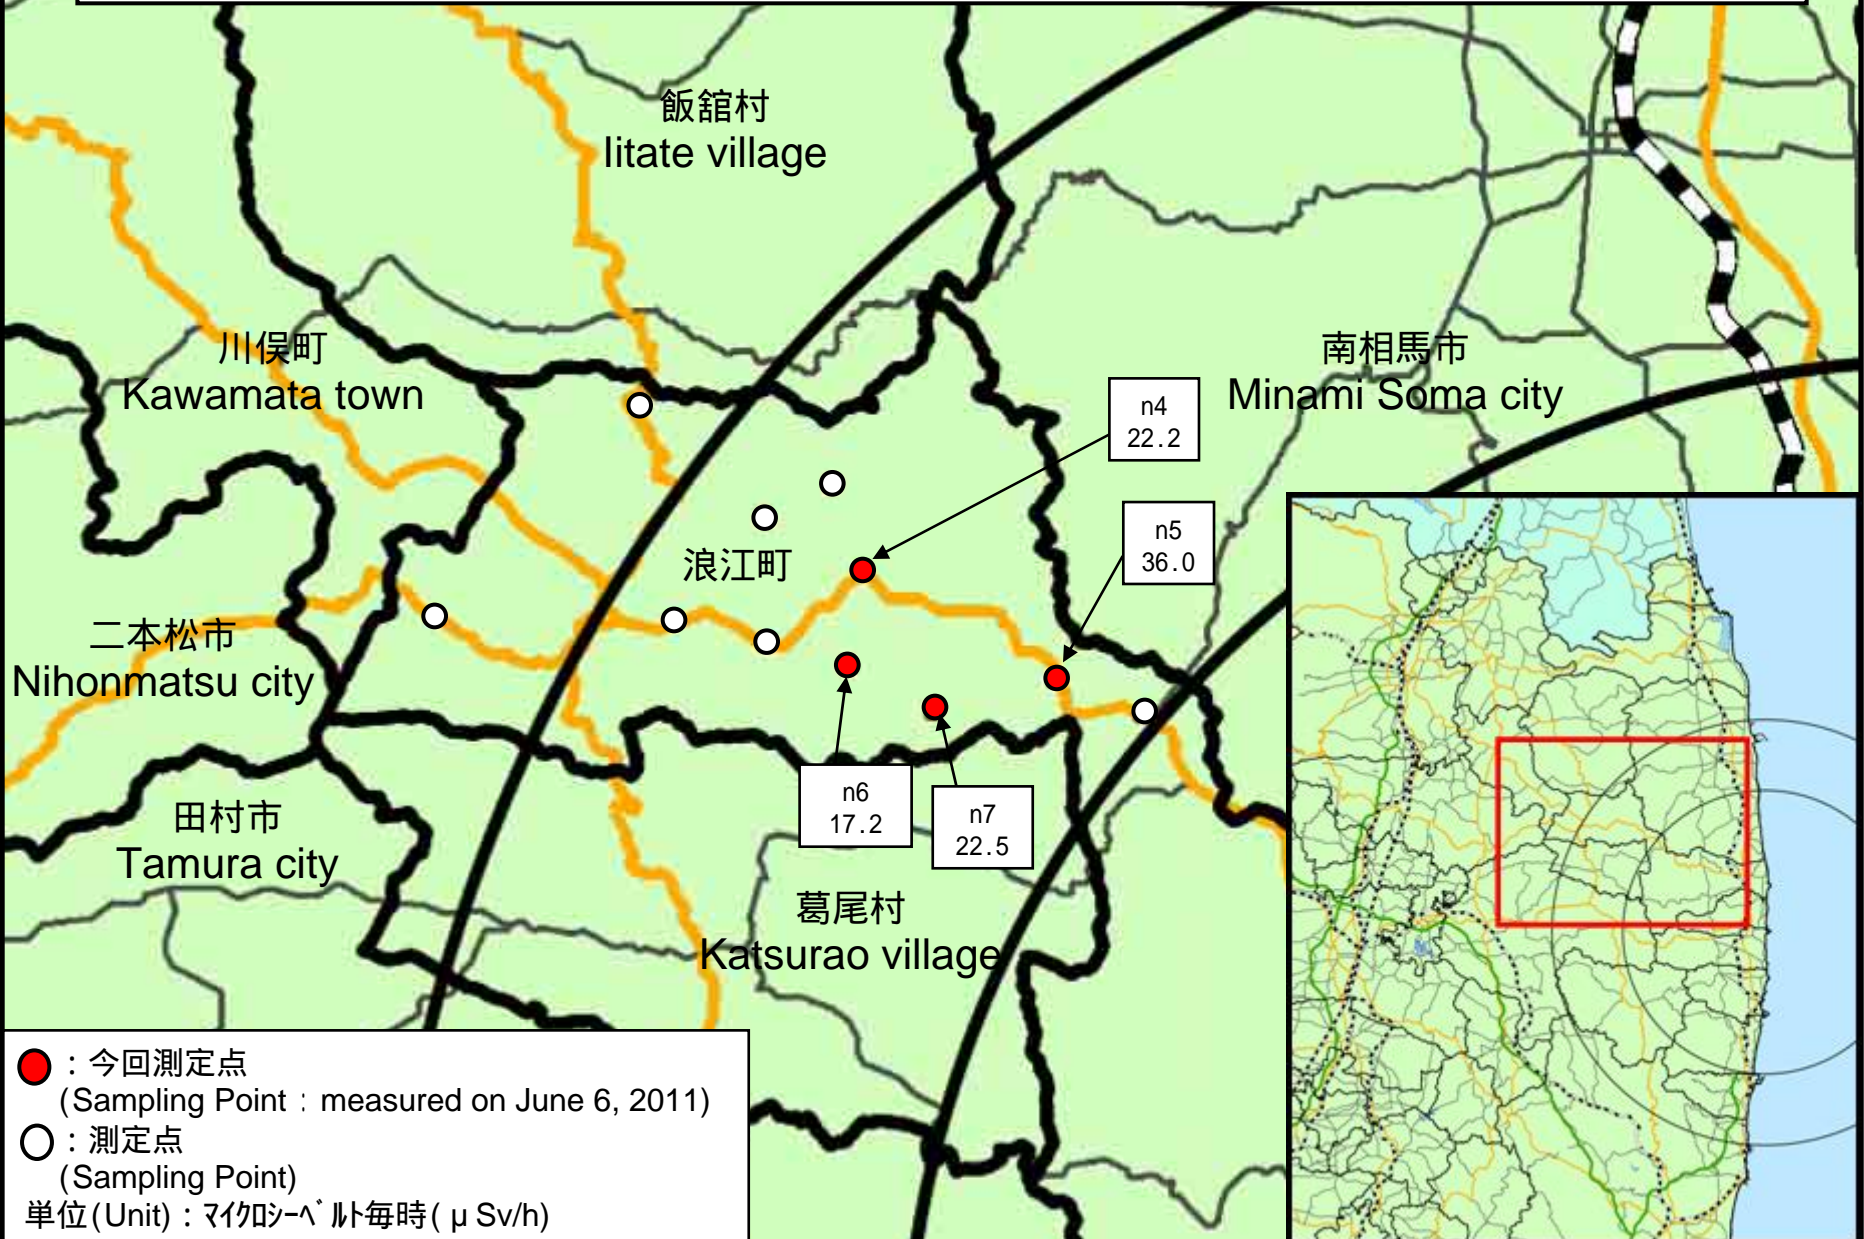 飯舘村
Iitate village
川俣町
Kawamata town
南相馬市
Minami Soma city
n4
22.2
n5
36.0
浪江町
二本松市
Nihonmatsu city
n6
17.2
n7
22.5
田村市
Tamura city
葛尾村
Katsurao village
：今回測定点
(Sampling Point：measured on June 6, 2011)
：測定点
(Sampling Point)
単位(Unit)：ﾏｲｸﾛｼｰﾍﾞﾙﾄ毎時(μSv/h)